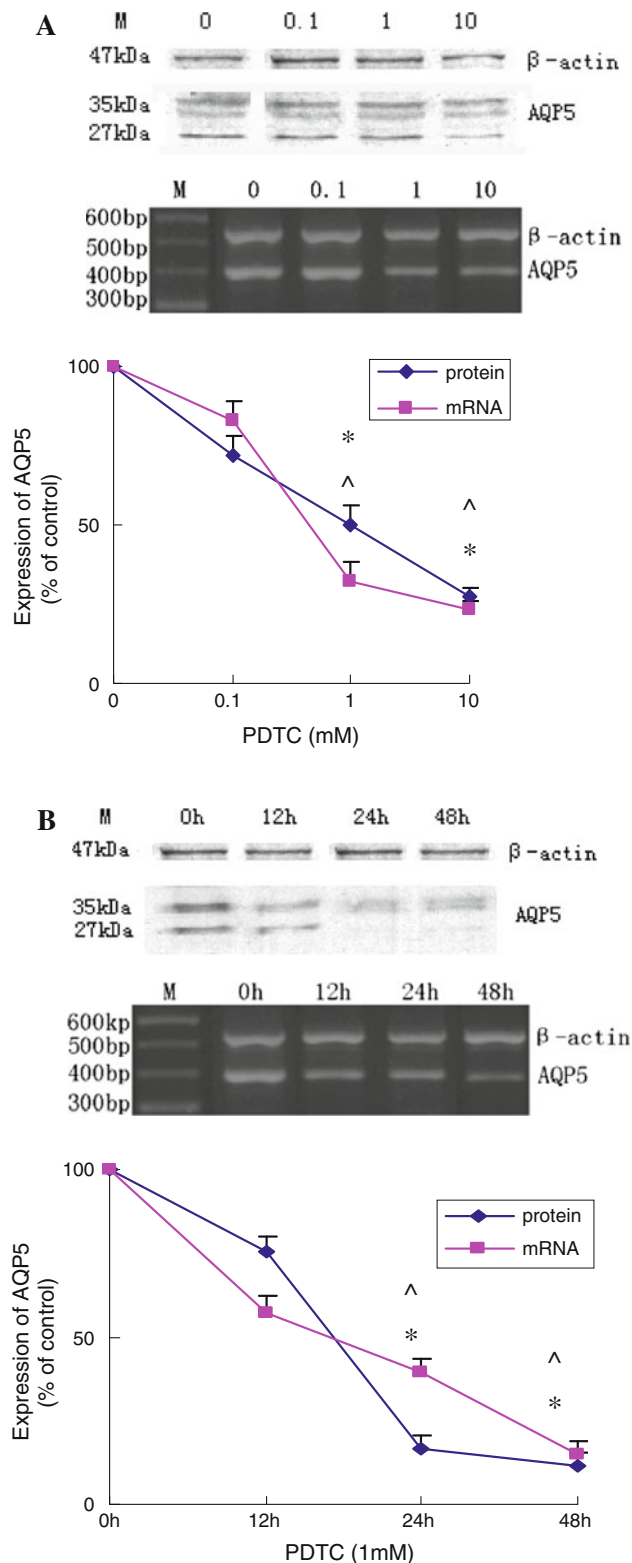 A
M 0 0.1 1 10
47kDa β-actin
35kDa AQP5
27kDa
M 0 0.1 1 10
600bp
500bp β-actin
400bp AQP5
300bp
100
protein
mRNA
*
^
^
*
50
0
Expression of AQP5
(% of control)
0 0.1 1 10
PDTC (mM)
B
M 0h 12h 24h 48h
47kDa β-actin
35kDa AQP5
27kDa
M 0h 12h 24h 48h
600kp
500bp β-actin
400bp AQP5
300bp
100
protein
mRNA
^
*
^
*
50
0
Expression of AQP5
(% of control)
0h 12h 24h 48h
PDTC (1mM)